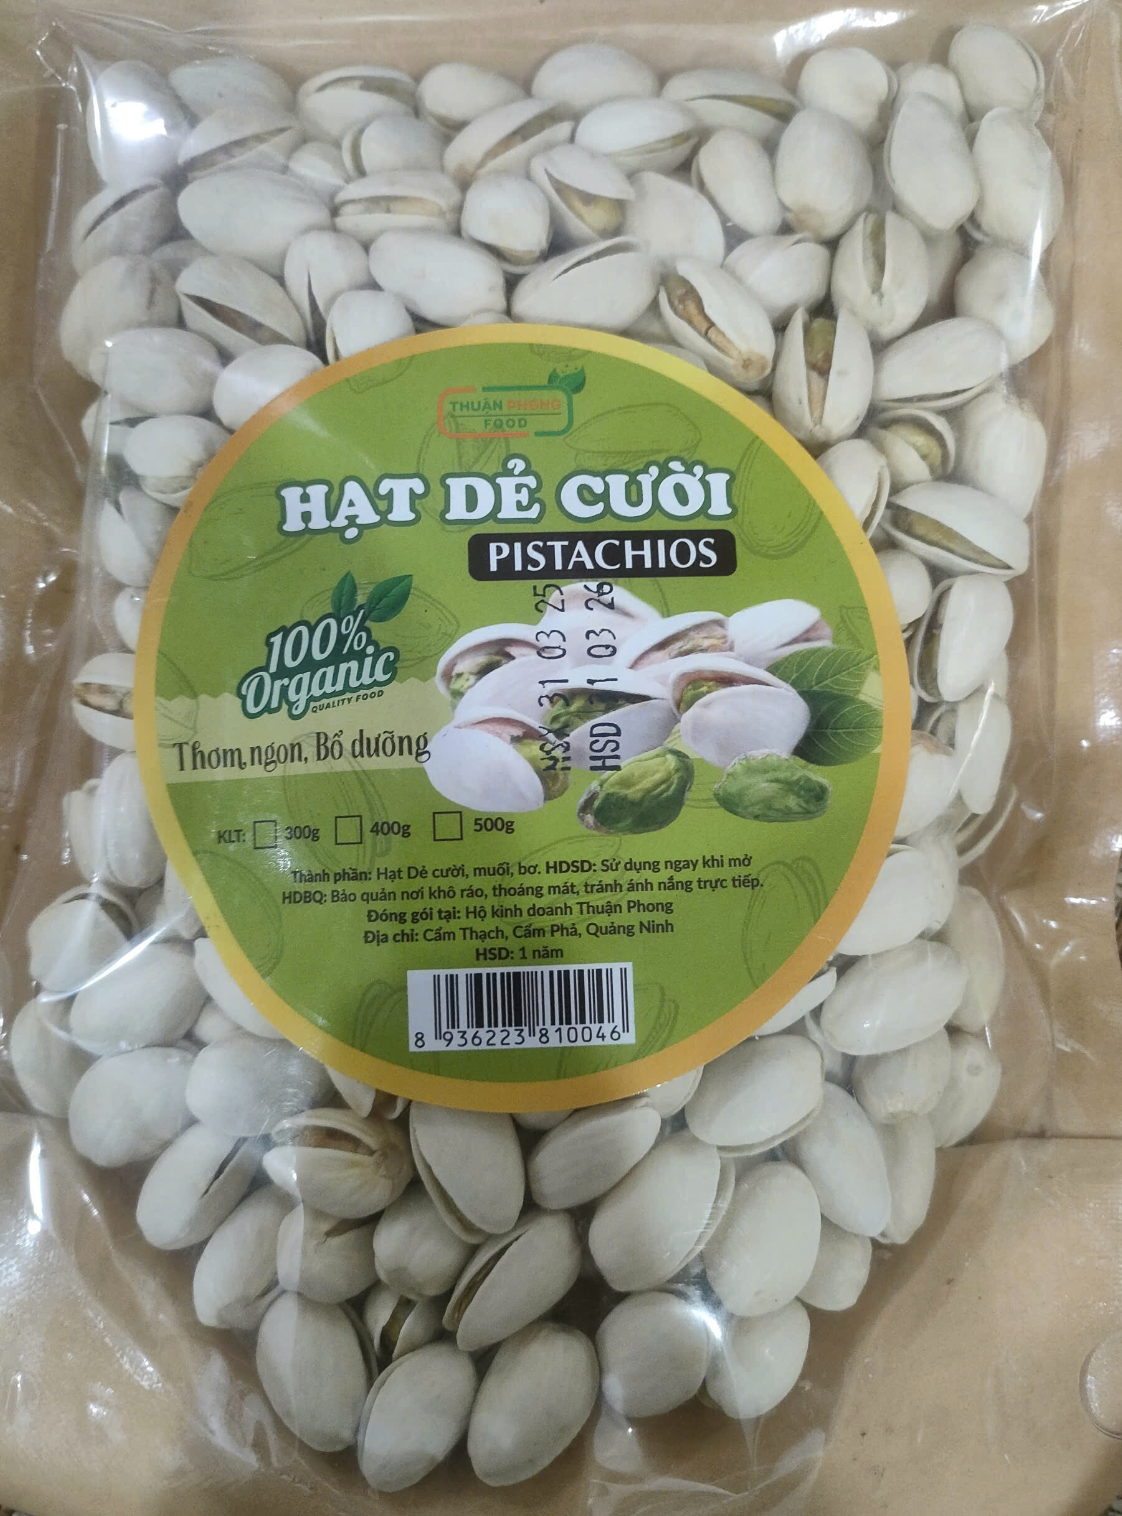 THUẬN PHONG
FOOD
HẠT DẺ CƯỜI
PISTACHIOS
100%
Organic
QUALITY FOOD
Thơm ngon, Bổ dưỡng
NSX 31 03 25
HSD 31 03 26
KLT: 300g 400g 500g
Thành phần: Hạt Dẻ cười, muối, bơ. HDSD: Sử dụng ngay khi mở
HDBQ: Bảo quản nơi khô ráo, thoáng mát, tránh ánh nắng trực tiếp.
Đóng gói tại: Hộ kinh doanh Thuận Phong
Địa chỉ: Cẩm Thạch, Cẩm Phả, Quảng Ninh
HSD: 1 năm
8 936223 810046